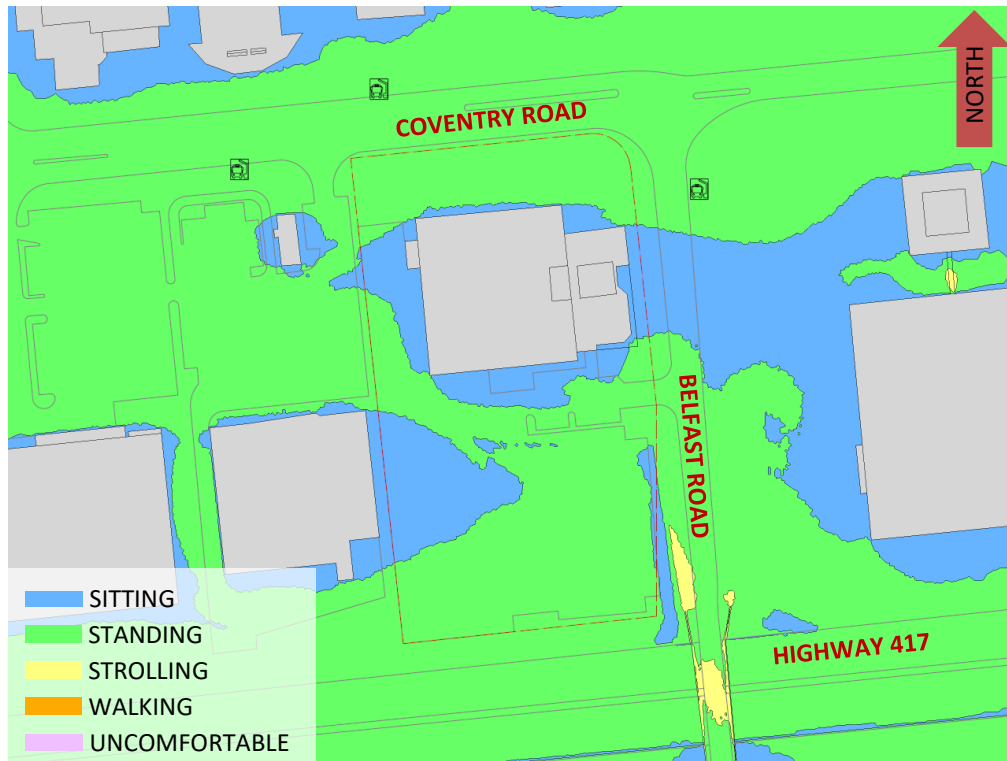 NORTH
COVENTRY ROAD
BELFAST ROAD
HIGHWAY 417
SITTING
STANDING
STROLLING
WALKING
UNCOMFORTABLE